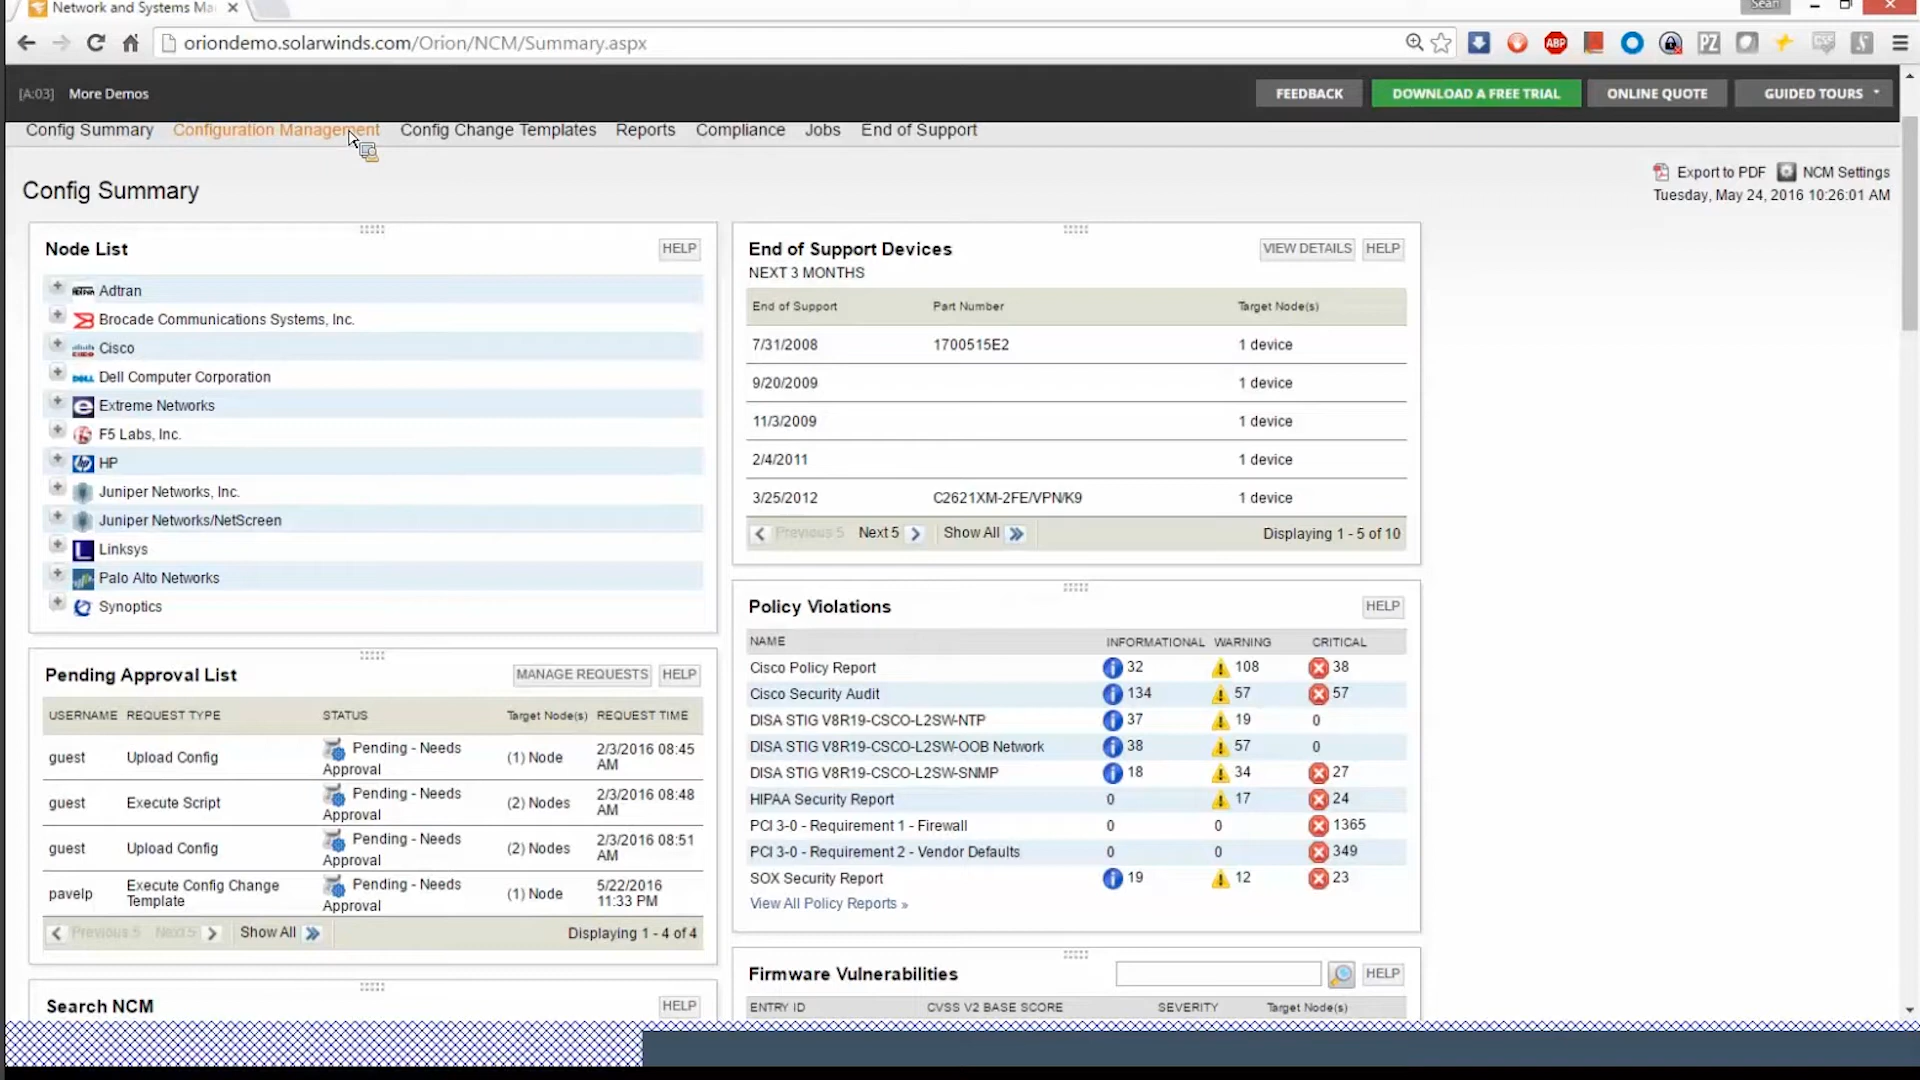 Network and Systems Ma
Sean
oriondemo.solarwinds.com/Orion/NCM/Summary.aspx
ABP
PZ
CSS
[A:03] More Demos
FEEDBACK
DOWNLOAD A FREE TRIAL
ONLINE QUOTE
GUIDED TOURS
Config Summary Configuration Management Config Change Templates Reports Compliance Jobs End of Support
Export to PDF NCM Settings
Config Summary
Tuesday, May 24, 2016 10:26:01 AM
Node List
HELP
Adtran
Brocade Communications Systems, Inc.
Cisco
Dell Computer Corporation
Extreme Networks
F5 Labs, Inc.
HP
Juniper Networks, Inc.
Juniper Networks/NetScreen
Linksys
Palo Alto Networks
Synoptics
Pending Approval List
MANAGE REQUESTS HELP
USERNAME REQUEST TYPE STATUS Target Node(s) REQUEST TIME
guest Upload Config Pending - Needs Approval (1) Node 2/3/2016 08:45 AM
guest Execute Script Pending - Needs Approval (2) Nodes 2/3/2016 08:48 AM
guest Upload Config Pending - Needs Approval (2) Nodes 2/3/2016 08:51 AM
pavelp Execute Config Change Template Pending - Needs Approval (1) Node 5/22/2016 11:33 PM
Previous 5 Next 5 Show All Displaying 1 - 4 of 4
Search NCM
HELP
End of Support Devices
VIEW DETAILS HELP
NEXT 3 MONTHS
End of Support Part Number Target Node(s)
7/31/2008 1700515E2 1 device
9/20/2009 1 device
11/3/2009 1 device
2/4/2011 1 device
3/25/2012 C2621XM-2FE/VPN/K9 1 device
Previous 5 Next 5 Show All Displaying 1 - 5 of 10
Policy Violations
HELP
NAME INFORMATIONAL WARNING CRITICAL
Cisco Policy Report 32 108 38
Cisco Security Audit 134 57 57
DISA STIG V8R19-CSCO-L2SW-NTP 37 19 0
DISA STIG V8R19-CSCO-L2SW-OOB Network 38 57 0
DISA STIG V8R19-CSCO-L2SW-SNMP 18 34 27
HIPAA Security Report 0 17 24
PCI 3-0 - Requirement 1 - Firewall 0 0 1365
PCI 3-0 - Requirement 2 - Vendor Defaults 0 0 349
SOX Security Report 19 12 23
View All Policy Reports »
Firmware Vulnerabilities
HELP
ENTRY ID CVSS V2 BASE SCORE SEVERITY Target Node(s)